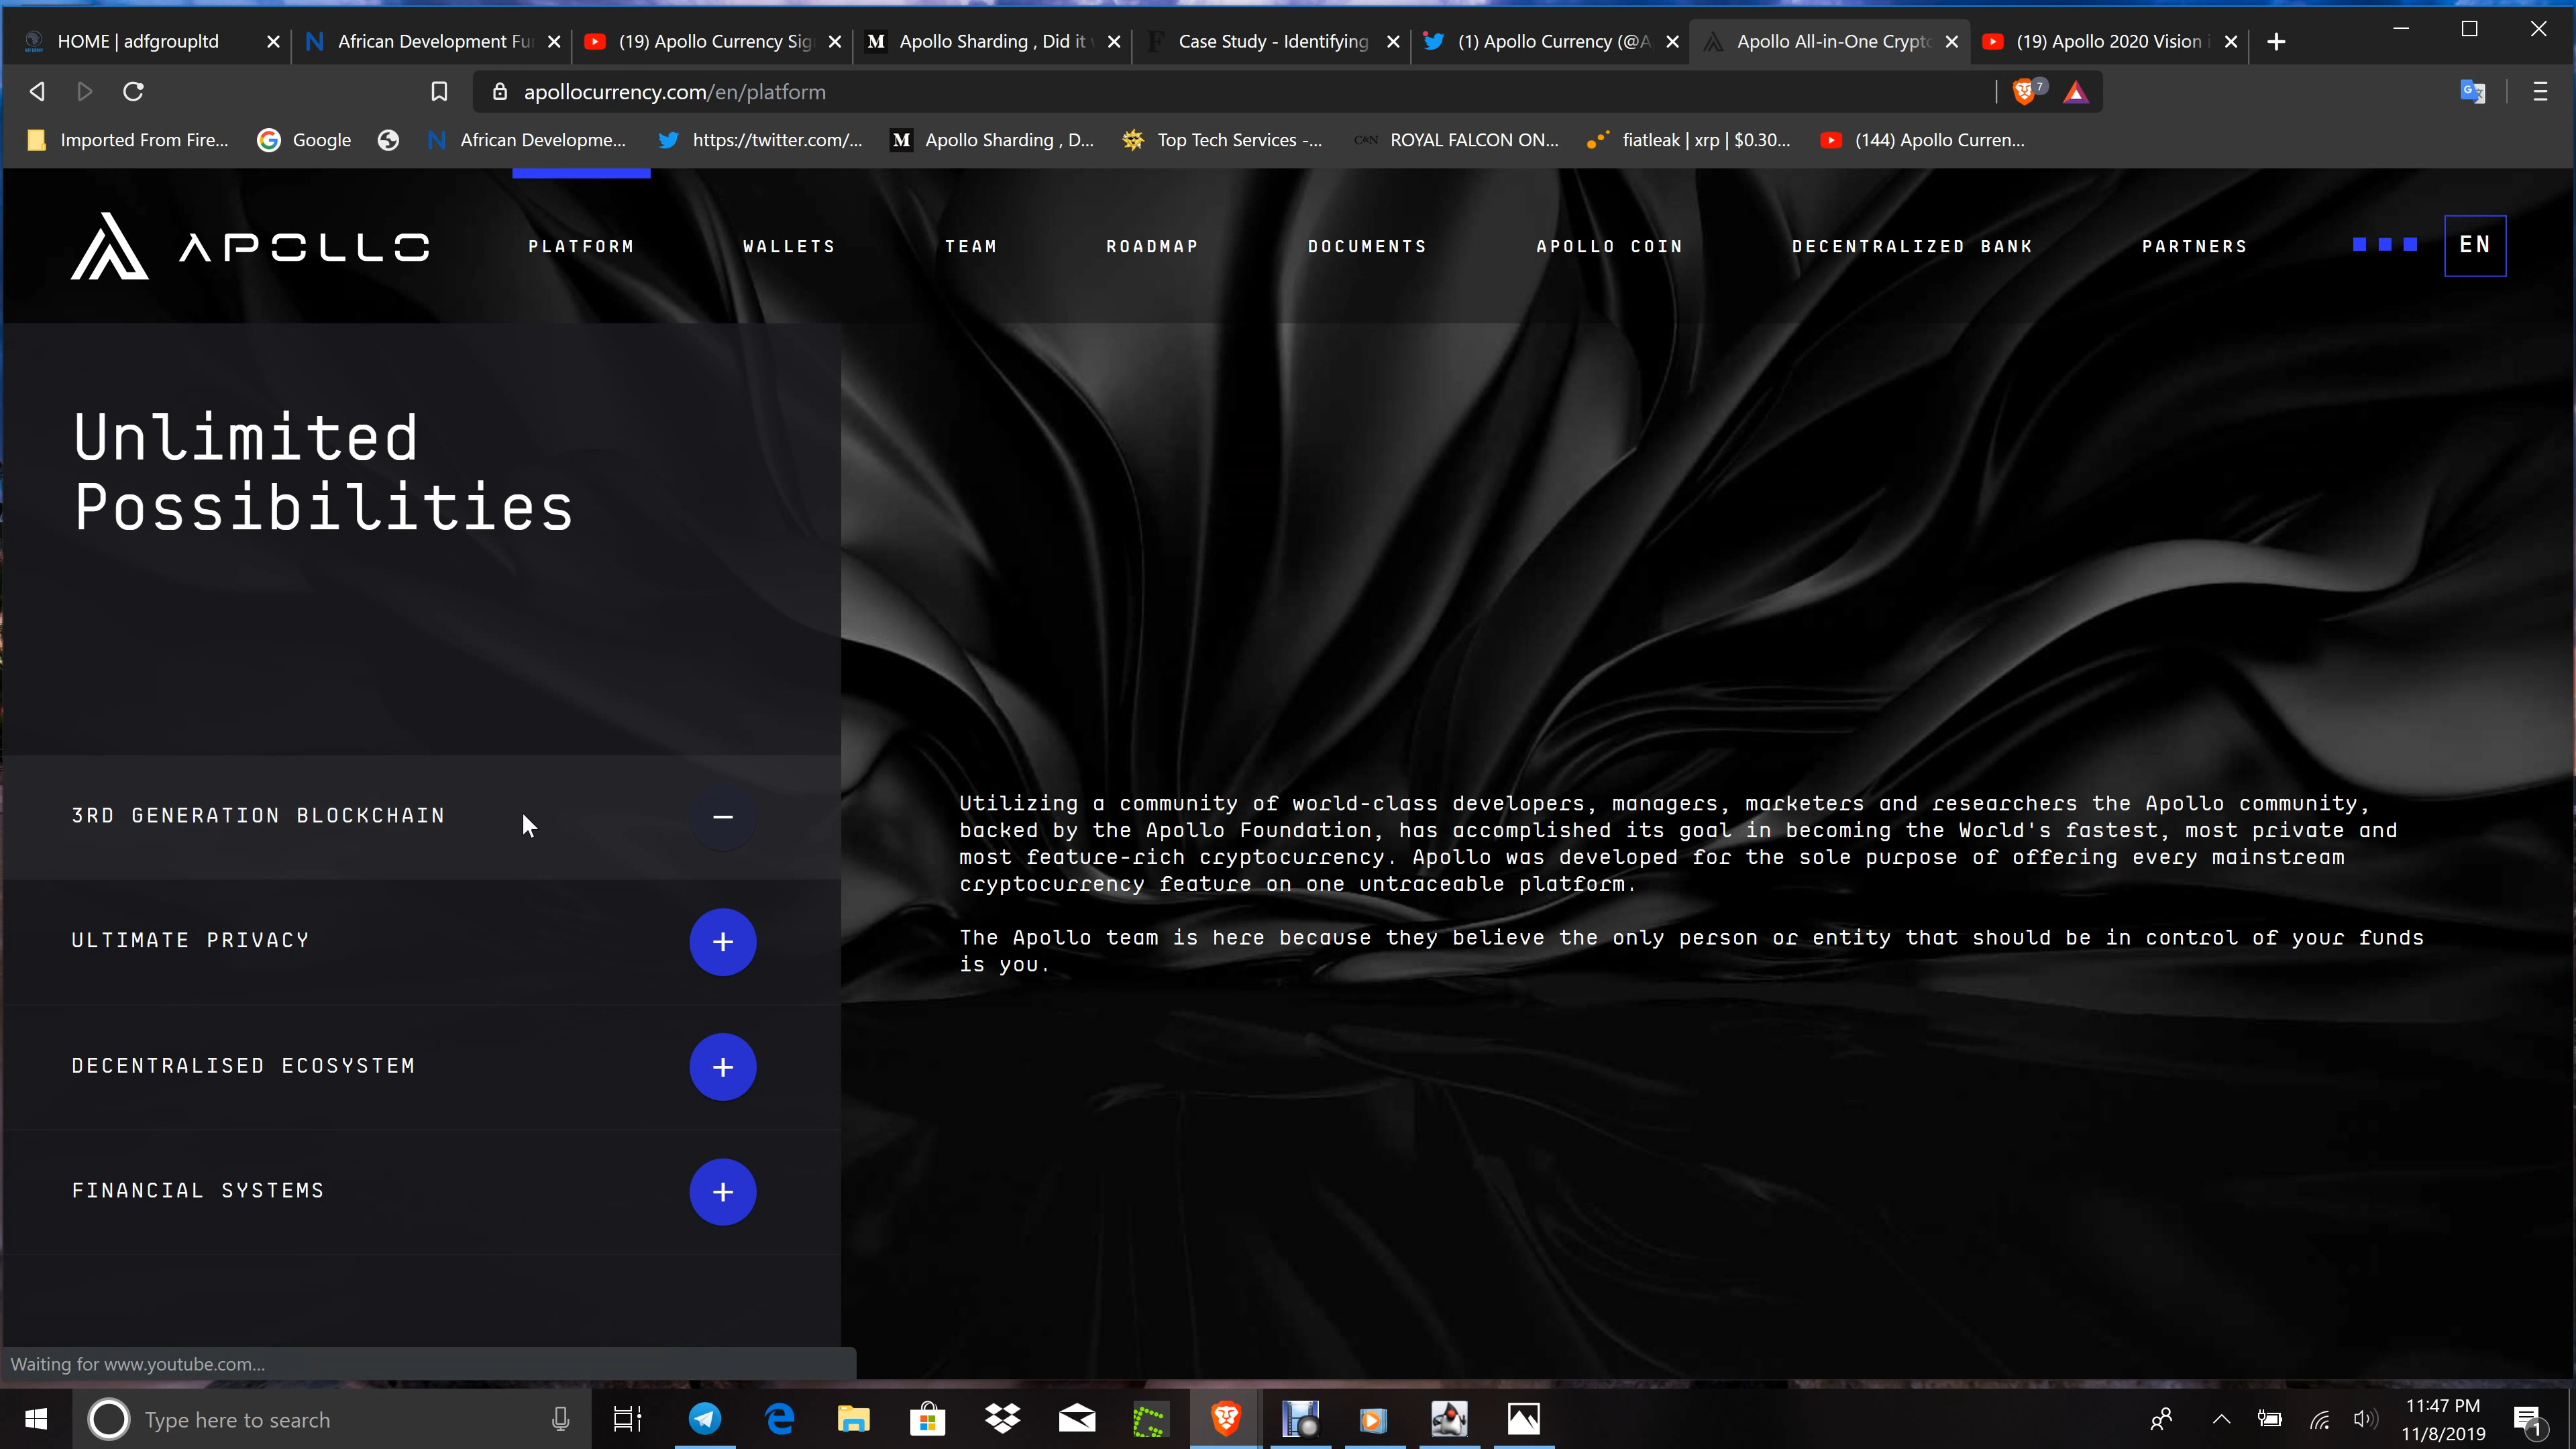 HOME | adfgroupltd
African Development Fu
(19) Apollo Currency Sig
Apollo Sharding , Did it
Case Study - Identifying
(1) Apollo Currency (@A
Apollo All-in-One Crypto
(19) Apollo 2020 Vision i
apollocurrency.com/en/platform
7
Imported From Fire...
Google
African Developme...
https://twitter.com/...
Apollo Sharding , D...
Top Tech Services -...
C&N
ROYAL FALCON ON...
fiatleak | xrp | $0.30...
(144) Apollo Curren...
APOLLO
PLATFORM
WALLETS
TEAM
ROADMAP
DOCUMENTS
APOLLO COIN
DECENTRALIZED BANK
PARTNERS
EN
Unlimited
Possibilities
3RD GENERATION BLOCKCHAIN
ULTIMATE PRIVACY
DECENTRALISED ECOSYSTEM
FINANCIAL SYSTEMS
Utilizing a community of world-class developers, managers, marketers and researchers the Apollo community,
backed by the Apollo Foundation, has accomplished its goal in becoming the World's fastest, most private and
most feature-rich cryptocurrency. Apollo was developed for the sole purpose of offering every mainstream
cryptocurrency feature on one untraceable platform.
The Apollo team is here because they believe the only person or entity that should be in control of your funds
is you.
Waiting for www.youtube.com...
Type here to search
11:47 PM
11/8/2019
1